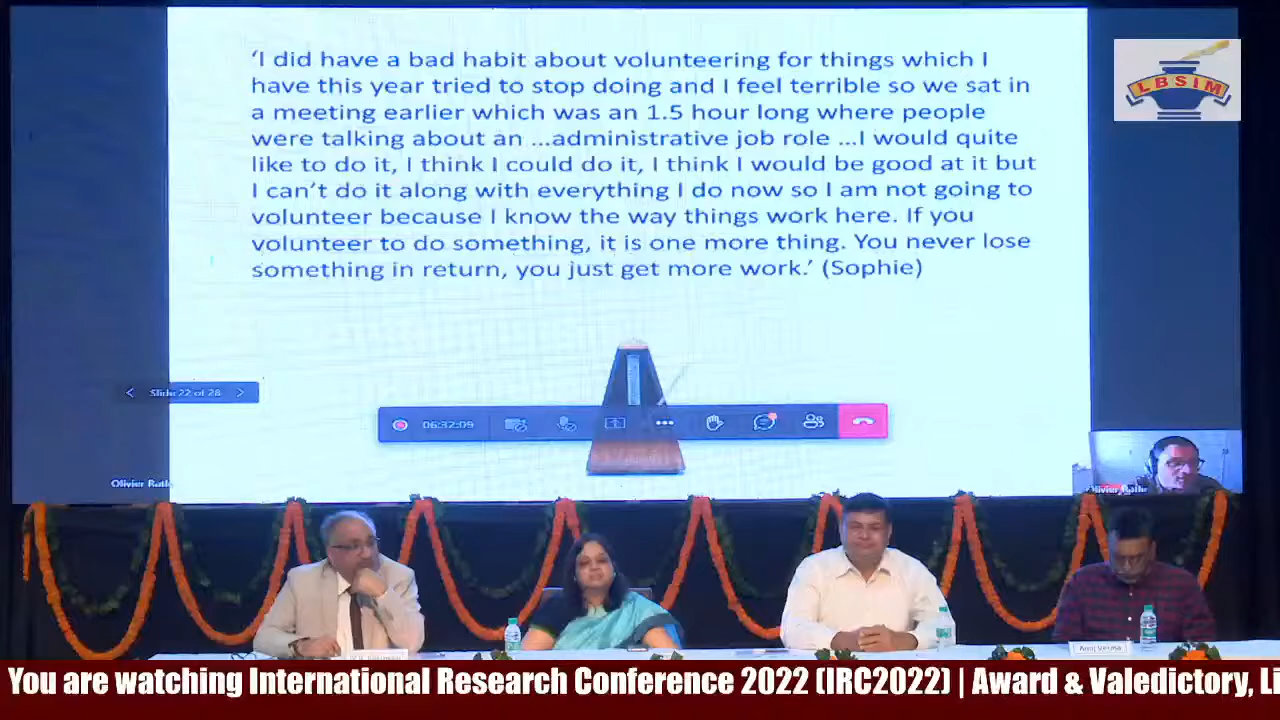 ‘I did have a bad habit about volunteering for things which I
have this year tried to stop doing and I feel terrible so we sat in
a meeting earlier which was an 1.5 hour long where people
were talking about an ...administrative job role ...I would quite
like to do it, I think I could do it, I think I would be good at it but
I can’t do it along with everything I do now so I am not going to
volunteer because I know the way things work here. If you
volunteer to do something, it is one more thing. You never lose
something in return, you just get more work.’ (Sophie)
LBSIM
Slide 22 of 28
06:32:09
Olivier
Olivier
You are watching International Research Conference 2022 (IRC2022) | Award & Valedictory, Li